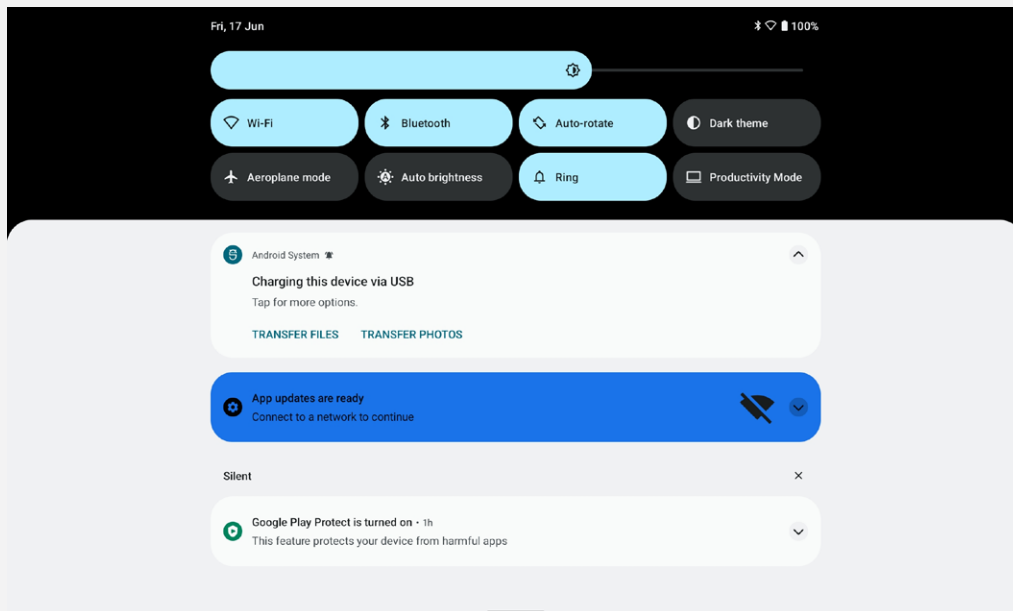 Fri, 17 Jun
100%
Wi-Fi
Bluetooth
Auto-rotate
Dark theme
Aeroplane mode
Auto brightness
Ring
Productivity Mode
Android System
Charging this device via USB
Tap for more options.
TRANSFER FILES TRANSFER PHOTOS
App updates are ready
Connect to a network to continue
Silent
Google Play Protect is turned on • 1h
This feature protects your device from harmful apps